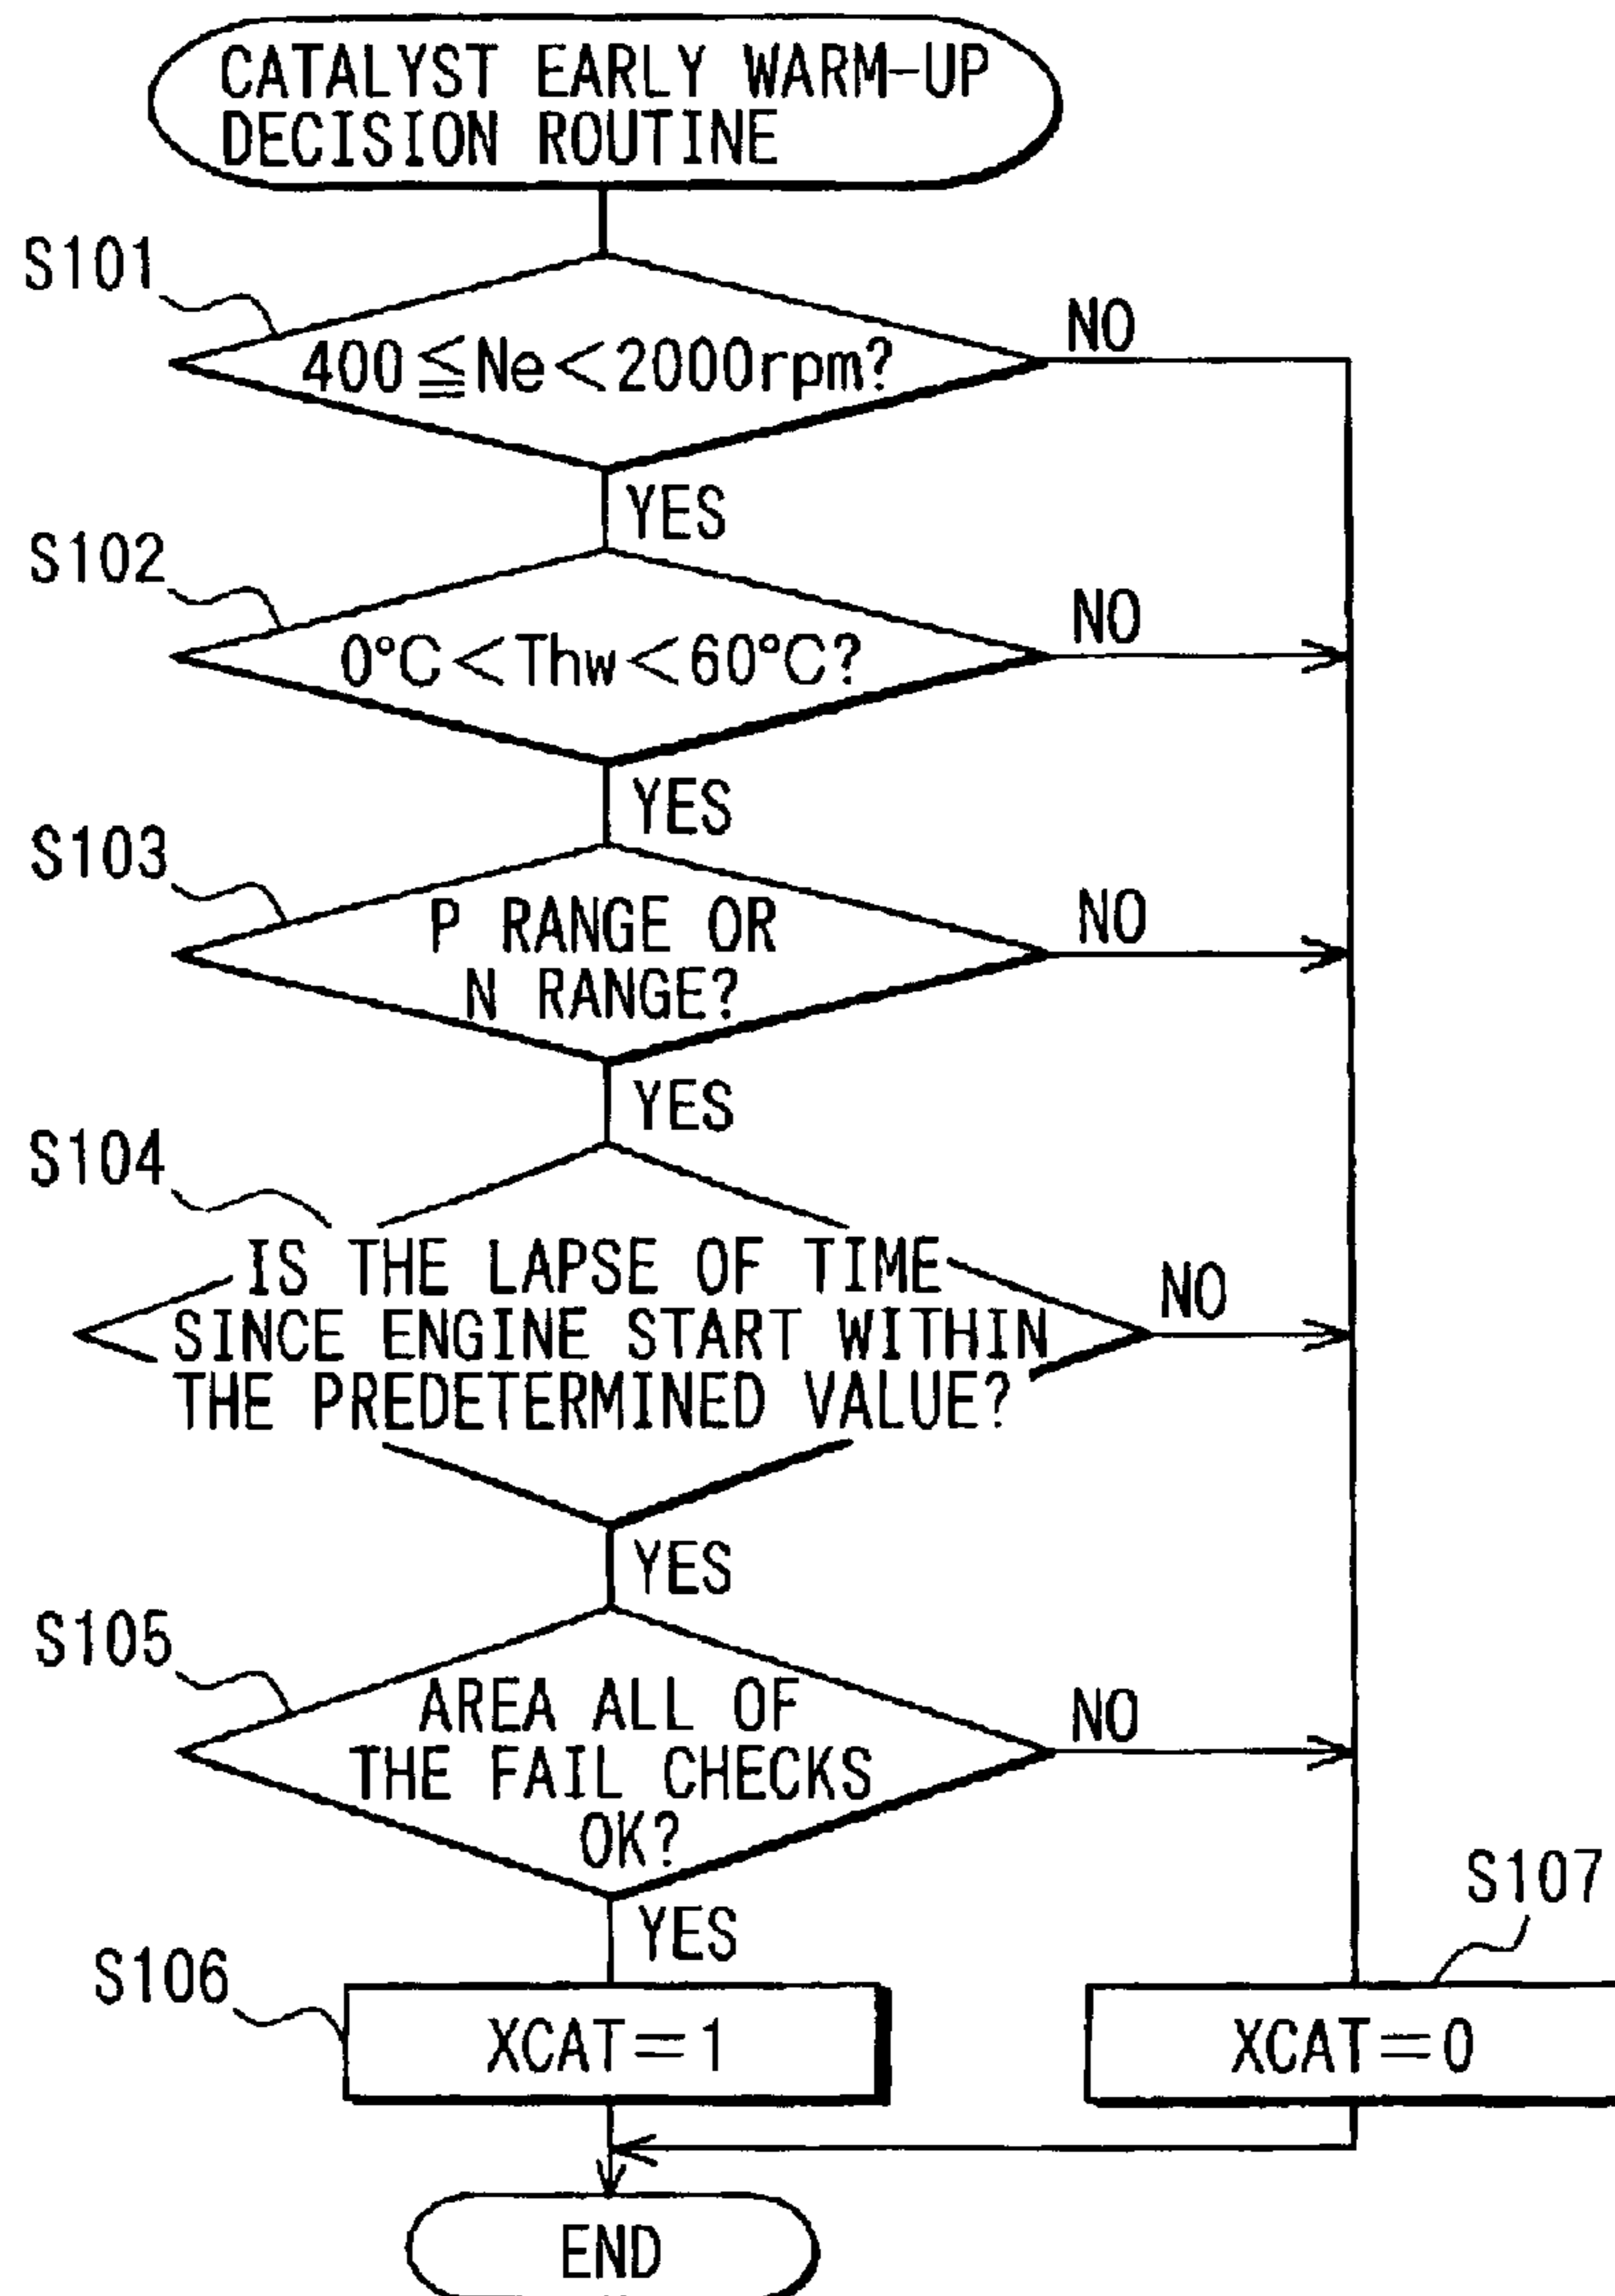 CATALYST EARLY WARM-UP
DECISION ROUTINE
S101
400≦Ne<2000rpm?
NO
YES
S102
0°C<Thw<60°C?
NO
YES
S103
P RANGE OR
N RANGE?
NO
YES
S104
IS THE LAPSE OF TIME
SINCE ENGINE START WITHIN
THE PREDETERMINED VALUE?
NO
YES
S105
AREA ALL OF
THE FAIL CHECKS
OK?
NO
YES
S106
XCAT=1
S107
XCAT=0
END